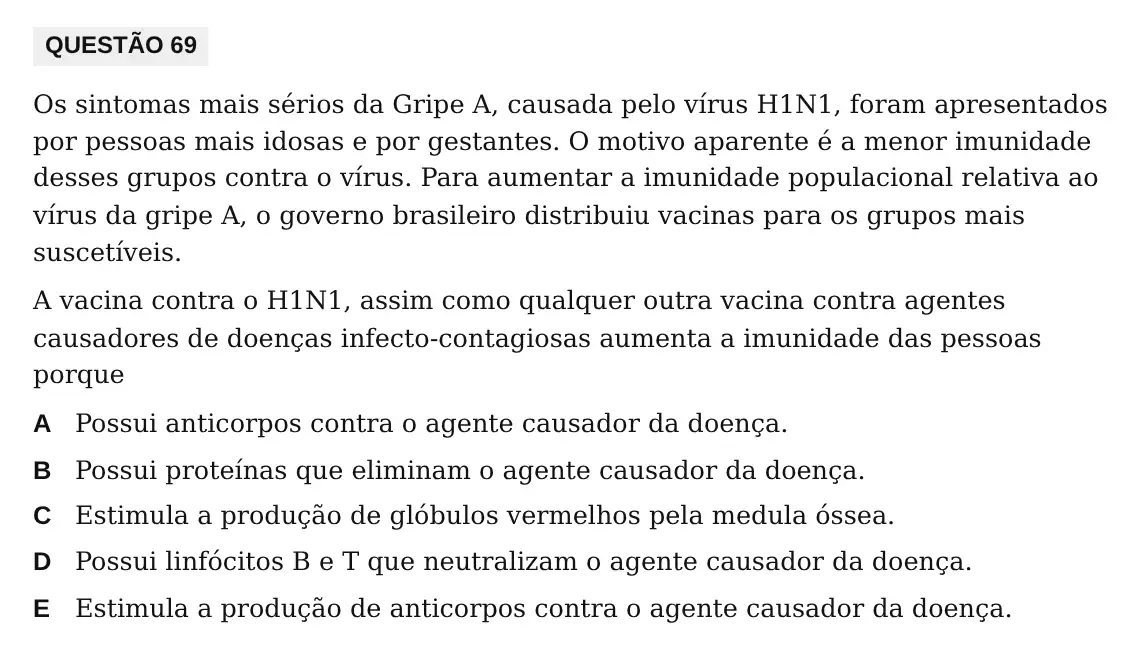 QUESTÃO 69
Os sintomas mais sérios da Gripe A, causada pelo vírus H1N1, foram apresentados
por pessoas mais idosas e por gestantes. O motivo aparente é a menor imunidade
desses grupos contra o vírus. Para aumentar a imunidade populacional relativa ao
vírus da gripe A, o governo brasileiro distribuiu vacinas para os grupos mais
suscetíveis.
A vacina contra o H1N1, assim como qualquer outra vacina contra agentes
causadores de doenças infecto-contagiosas aumenta a imunidade das pessoas
porque
A Possui anticorpos contra o agente causador da doença.
B Possui proteínas que eliminam o agente causador da doença.
C Estimula a produção de glóbulos vermelhos pela medula óssea.
D Possui linfócitos B e T que neutralizam o agente causador da doença.
E Estimula a produção de anticorpos contra o agente causador da doença.